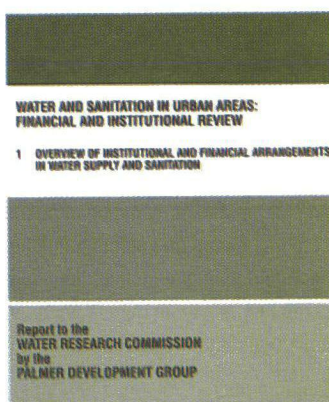 WATER AND SANITATION IN URBAN AREAS:
FINANCIAL AND INSTITUTIONAL REVIEW
1 OVERVIEW OF INSTITUTIONAL AND FINANCIAL ARRANGEMENTS
IN WATER SUPPLY AND SANITATION
Report to the
WATER RESEARCH COMMISSION
by the
PALMER DEVELOPMENT GROUP